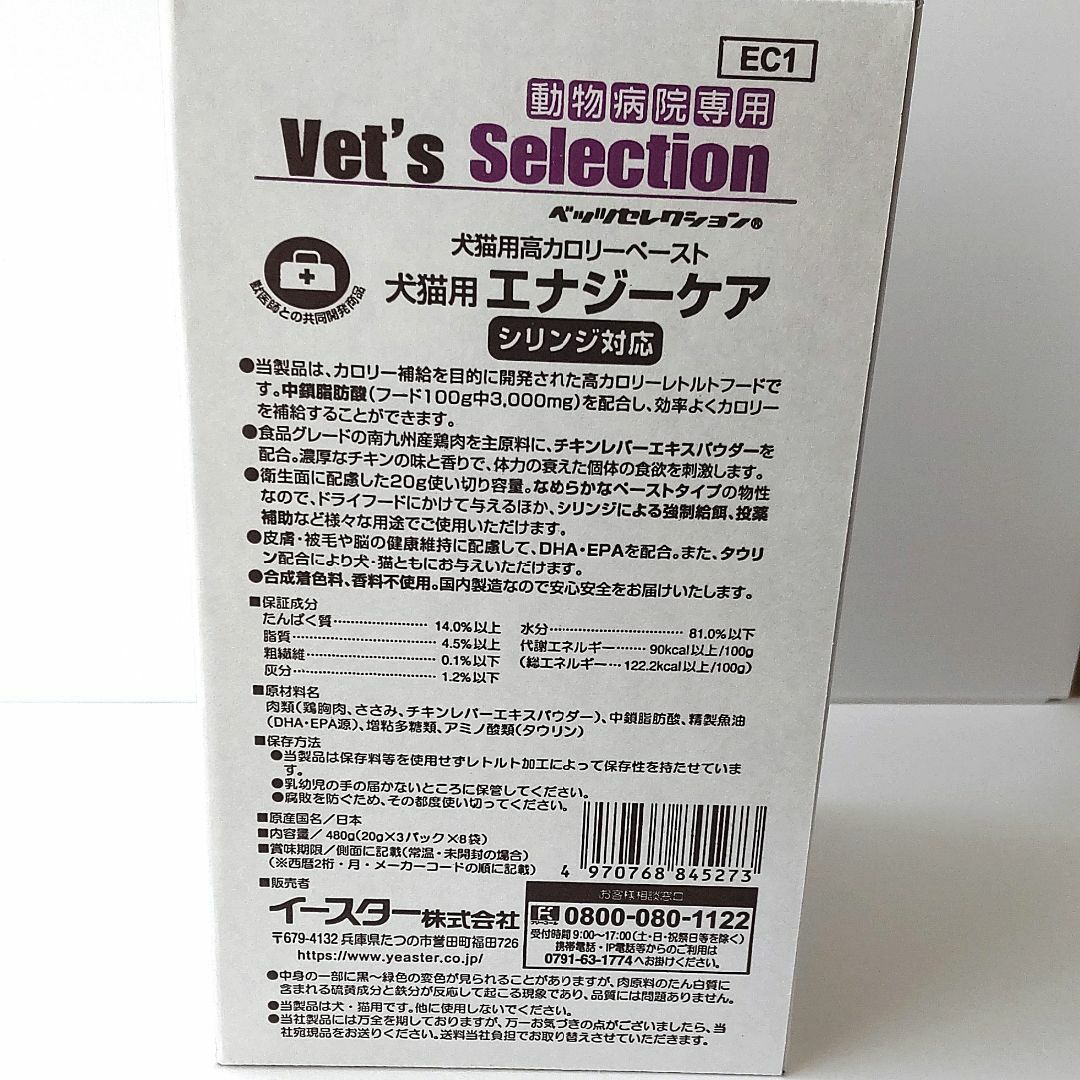 EC1
動物病院専用
Vet's Selection
ベッツセレクション®
犬猫用高カロリーペースト
犬猫用 エナジーケア
シリンジ対応
獣医師との共同開発商品
●当製品は、カロリー補給を目的に開発された高カロリーレトルトフードで
す。中鎖脂肪酸(フード100g中3,000mg)を配合し、効率よくカロリー
を補給することができます。
●食品グレードの南九州産鶏肉を主原料に、チキンレバーエキスパウダーを
配合。濃厚なチキンの味と香りで、体力の衰えた個体の食欲を刺激します。
●衛生面に配慮した20g使い切り容量。なめらかなペーストタイプの物性
なので、ドライフードにかけて与えるほか、シリンジによる強制給餌、投薬
補助など様々な用途でご使用いただけます。
●皮膚・被毛や脳の健康維持に配慮して、DHA・EPAを配合。また、タウリ
ン配合により犬・猫ともにお与えいただけます。
●合成着色料、香料不使用。国内製造なので安心安全をお届けいたします。
■保証成分
たんぱく質 14.0%以上
脂質 4.5%以上
粗繊維 0.1%以下
灰分 1.2%以下
水分 81.0%以下
代謝エネルギー 90kcal以上/100g
(総エネルギー 122.2kcal以上/100g)
■原材料名
肉類(鶏胸肉、ささみ、チキンレバーエキスパウダー)、中鎖脂肪酸、精製魚油
(DHA・EPA源)、増粘多糖類、アミノ酸類(タウリン)
■保存方法
●当製品は保存料等を使用せずレトルト加工によって保存性を持たせていま
す。
●乳幼児の手の届かないところに保管してください。
●腐敗を防ぐため、その都度使い切ってください。
■原産国名/日本
■内容量/480g(20g×3パック×8袋)
■賞味期限/側面に記載(常温・未開封の場合)
(※西暦2桁・月・メーカーコードの順に記載)
4 970768 845273
■販売者
イースター株式会社
〒679-4132 兵庫県たつの市誉田町福田726
https://www.yeaster.co.jp/
お客様相談窓口
0800-080-1122
受付時間 9:00~17:00(土・日・祝祭日等を除く)
携帯電話・IP電話等からのご利用は
0791-63-1774へお掛けください。
●中身の一部に黒~緑色の変色が見られることがありますが、肉原料のたん白質に
含まれる硫黄成分と鉄分が反応して起こる現象であり、品質には問題ありません。
●当製品は犬・猫用です。他に使用しないでください。
●当社製品には万全を期しておりますが、万一お気づきの点がございましたら、当
社宛現品をお送りください。送料当社負担でお取り替えさせていただきます。